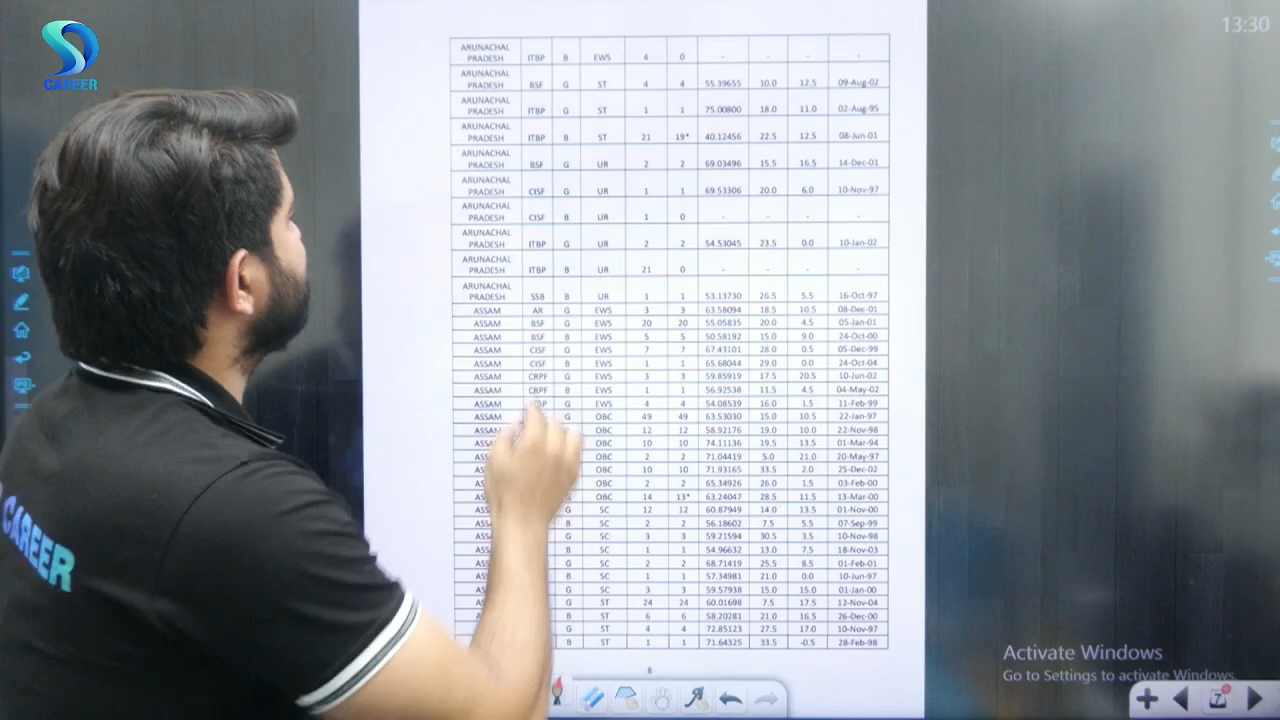 13:30
CAREER
ARUNACHAL
PRADESH ITBP B EWS 4 0 - - - -
ARUNACHAL
PRADESH BSF G ST 4 4 55.39655 10.0 12.5 09-Aug-02
ARUNACHAL
PRADESH ITBP G ST 1 1 75.00800 18.0 11.0 02-Aug-95
ARUNACHAL
PRADESH ITBP B ST 21 19* 40.12456 22.5 12.5 08-Jun-01
ARUNACHAL
PRADESH BSF G UR 2 2 69.03496 15.5 16.5 14-Dec-01
ARUNACHAL
PRADESH CISF G UR 1 1 69.53306 20.0 6.0 10-Nov-97
ARUNACHAL
PRADESH CISF B UR 1 0 - - - -
ARUNACHAL
PRADESH ITBP G UR 2 2 54.53045 23.5 0.0 10-Jan-02
ARUNACHAL
PRADESH ITBP B UR 21 0 - - - -
ARUNACHAL
PRADESH SSB B UR 1 1 53.13730 26.5 5.5 16-Oct-97
ASSAM AR G EWS 3 3 63.58094 18.5 10.5 08-Dec-01
ASSAM BSF G EWS 20 20 55.05835 20.0 4.5 05-Jan-01
ASSAM BSF B EWS 5 5 50.58192 15.0 9.0 24-Oct-00
ASSAM CISF G EWS 7 7 67.43101 28.0 0.5 05-Dec-99
ASSAM CISF B EWS 1 1 65.68044 29.0 0.0 24-Oct-04
ASSAM CRPF G EWS 3 3 59.85919 17.5 20.5 10-Jun-02
ASSAM CRPF B EWS 1 1 56.92538 11.5 4.5 04-May-02
ASSAM G EWS 4 4 54.08539 16.0 1.5 11-Feb-99
ASSAM G OBC 49 49 63.53030 15.0 10.5 22-Jan-97
ASSAM OBC 12 12 58.92176 19.0 10.0 22-Nov-98
OBC 10 10 74.11136 19.5 13.5 01-Mar-94
OBC 2 2 71.04419 5.0 21.0 20-May-97
OBC 10 10 71.93165 33.5 2.0 25-Dec-02
OBC 2 2 65.34926 26.0 1.5 03-Feb-00
G OBC 14 13* 63.24047 28.5 11.5 13-Mar-00
G SC 12 12 60.87949 14.0 13.5 01-Nov-00
B SC 2 2 56.18602 7.5 5.5 07-Sep-99
G SC 3 3 59.21594 30.5 3.5 10-Nov-98
B SC 1 1 54.96632 13.0 7.5 18-Nov-03
G SC 2 2 68.71419 25.5 8.5 01-Feb-01
B SC 1 1 57.34981 21.0 0.0 10-Jun-97
G SC 3 3 59.57938 15.0 15.0 01-Jan-00
G ST 24 24 60.01698 7.5 17.5 12-Nov-04
B ST 6 6 58.20281 21.0 16.5 26-Dec-00
G ST 4 4 72.85123 27.5 17.0 10-Nov-97
B ST 1 1 71.64325 33.5 -0.5 28-Feb-98
8
CAREER
Activate Windows
Go to Settings to activate Windows.